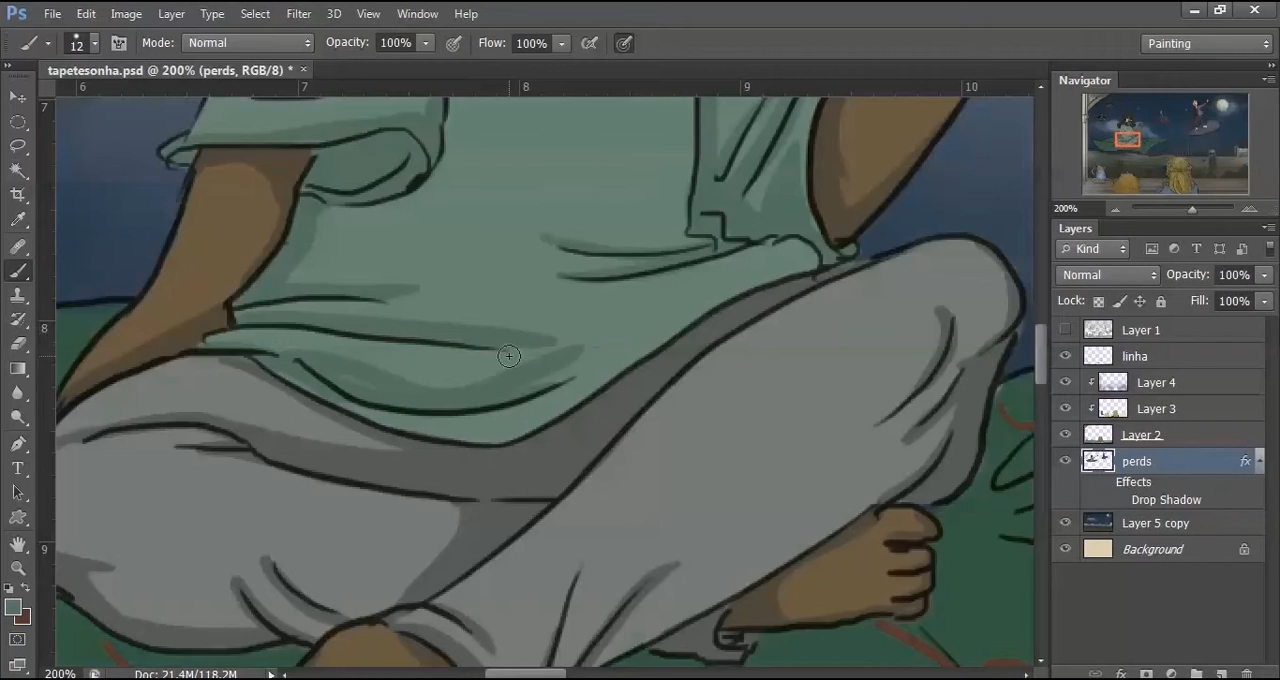 Ps File Edit Image Layer Type Select Filter 3D View Window Help
12 Mode: Normal Opacity: 100% Flow: 100% Painting
tapetesonha.psd @ 200% (perds, RGB/8) * ×
6 7 8 9 10
7
8
9
Navigator
200%
Layers
Kind
Normal Opacity: 100%
Lock: Fill: 100%
Layer 1
linha
Layer 4
Layer 3
Layer 2
perds fx
Effects
Drop Shadow
Layer 5 copy
Background
200% Doc: 21.4M/118.2M